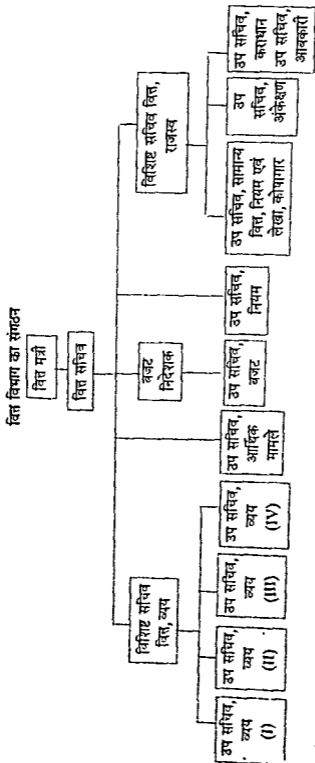 वित्त विभाग का संगठन
वित्त मंत्री
वित्त सचिव
विशिष्ट सचिव
वित्त, व्यय
बजट
निदेशक
विशिष्ट सचिव वित्त,
राजस्व
उप सचिव,
व्यय
(I)
उप सचिव,
व्यय
(II)
उप सचिव,
व्यय
(III)
उप सचिव,
व्यय
(IV)
उप सचिव,
आर्थिक
मामले
उप सचिव,
बजट
उप सचिव,
नियम
उप सचिव, सामान्य
वित्त, नियम एवं
लेखा, कोषागार
उप
सचिव,
अंकेक्षण
उप सचिव,
कराधान
उप सचिव,
आबकारी